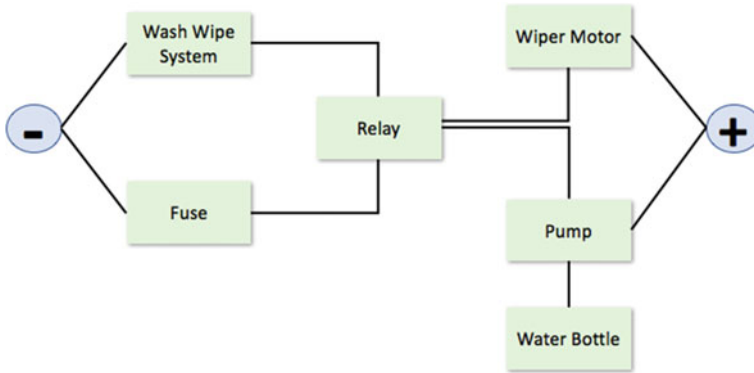 Wash Wipe
System
Wiper Motor
-
Relay
+
Fuse
Pump
Water Bottle